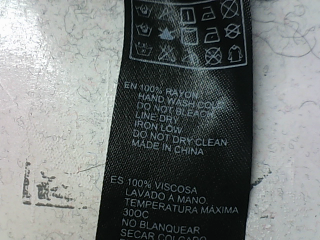 EN 100% RAYON
HAND WASH COLD
DO NOT BLEACH
LINE DRY
IRON LOW
DO NOT DRY CLEAN
MADE IN CHINA
ES 100% VISCOSA
LAVADO A MANO
TEMPERATURA MÁXIMA
30OC
NO BLANQUEAR
SECAR COLGADO